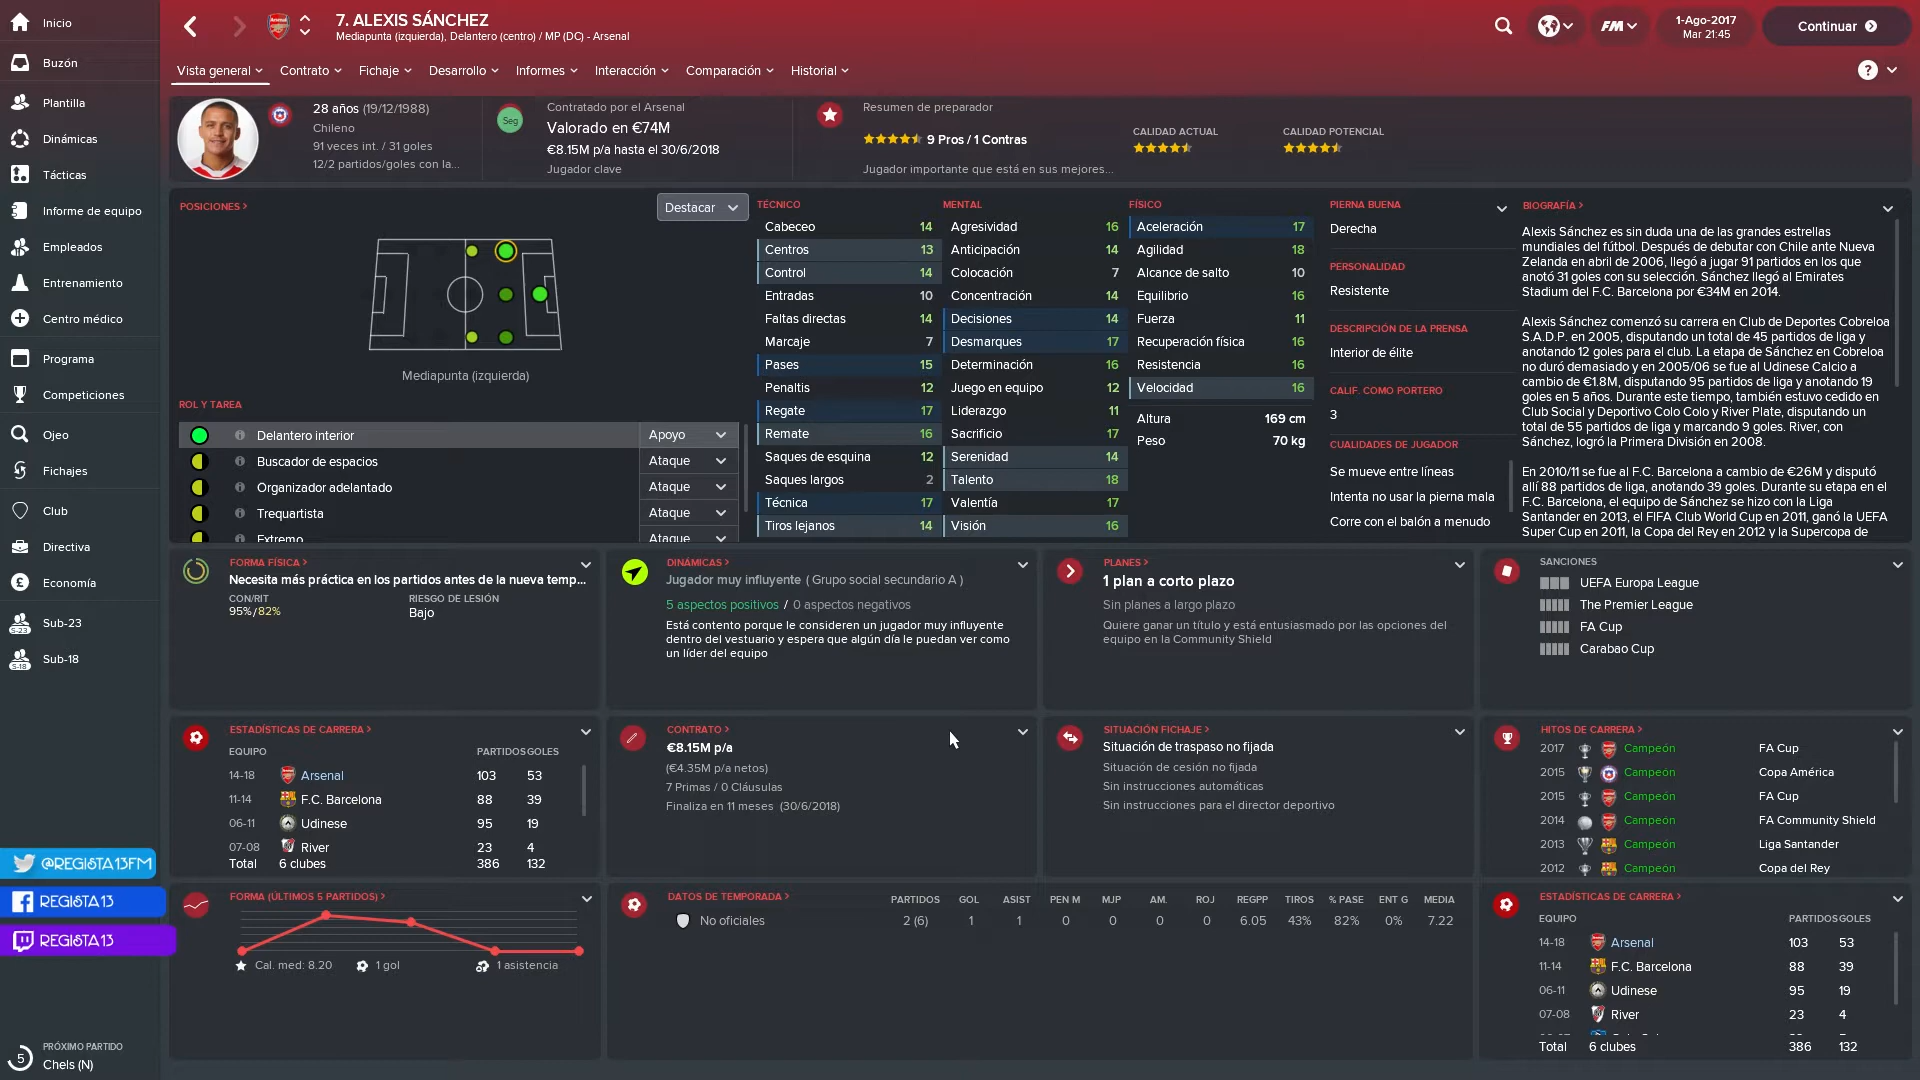 Inicio
Buzón
Plantilla
Dinámicas
Tácticas
Informe de equipo
Empleados
Entrenamiento
Centro médico
Programa
Competiciones
Ojeo
Fichajes
Club
Directiva
Economía
Sub-23
Sub-18
@REGISTA13FM
REGISTA13
REGISTA13
5
PRÓXIMO PARTIDO
Chels (N)
7. ALEXIS SÁNCHEZ
Mediapunta (izquierda), Delantero (centro) / MP (DC) - Arsenal
FM
1-Ago-2017
Mar 21:45
Continuar
Vista general
Contrato
Fichaje
Desarrollo
Informes
Interacción
Comparación
Historial
?
28 años (19/12/1988)
Chileno
91 veces int. / 31 goles
12/2 partidos/goles con la...
Seg
Contratado por el Arsenal
Valorado en €74M
€8.15M p/a hasta el 30/6/2018
Jugador clave
Resumen de preparador
9 Pros / 1 Contras
Jugador importante que está en sus mejores...
CALIDAD ACTUAL
CALIDAD POTENCIAL
POSICIONES >
Destacar
Mediapunta (izquierda)
ROL Y TAREA
Delantero interior Apoyo
Buscador de espacios Ataque
Organizador adelantado Ataque
Trequartista Ataque
Extremo Ataque
TÉCNICO
Cabeceo 14
Centros 13
Control 14
Entradas 10
Faltas directas 14
Marcaje 7
Pases 15
Penaltis 12
Regate 17
Remate 16
Saques de esquina 12
Saques largos 2
Técnica 17
Tiros lejanos 14
MENTAL
Agresividad 16
Anticipación 14
Colocación 7
Concentración 14
Decisiones 14
Desmarques 17
Determinación 16
Juego en equipo 12
Liderazgo 11
Sacrificio 17
Serenidad 14
Talento 18
Valentía 17
Visión 16
FÍSICO
Aceleración 17
Agilidad 18
Alcance de salto 10
Equilibrio 16
Fuerza 11
Recuperación física 16
Resistencia 16
Velocidad 16
Altura 169 cm
Peso 70 kg
PIERNA BUENA
Derecha
PERSONALIDAD
Resistente
DESCRIPCIÓN DE LA PRENSA
Interior de élite
CALIF. COMO PORTERO
3
CUALIDADES DE JUGADOR
Se mueve entre líneas
Intenta no usar la pierna mala
Corre con el balón a menudo
BIOGRAFÍA >
Alexis Sánchez es sin duda una de las grandes estrellas
mundiales del fútbol. Después de debutar con Chile ante Nueva
Zelanda en abril de 2006, llegó a jugar 91 partidos en los que
anotó 31 goles con su selección. Sánchez llegó al Emirates
Stadium del F.C. Barcelona por €34M en 2014.
Alexis Sánchez comenzó su carrera en Club de Deportes Cobreloa
S.A.D.P. en 2005, disputando un total de 45 partidos de liga y
anotando 12 goles para el club. La etapa de Sánchez en Cobreloa
no duró demasiado y en 2005/06 se fue al Udinese Calcio a
cambio de €1.8M, disputando 95 partidos de liga y anotando 19
goles en 5 años. Durante este tiempo, también estuvo cedido en
Club Social y Deportivo Colo Colo y River Plate, disputando un
total de 55 partidos de liga y marcando 9 goles. River, con
Sánchez, logró la Primera División en 2008.
En 2010/11 se fue al F.C. Barcelona a cambio de €26M y disputó
allí 88 partidos de liga, anotando 39 goles. Durante su etapa en el
F.C. Barcelona, el equipo de Sánchez se hizo con la Liga
Santander en 2013, el FIFA Club World Cup en 2011, ganó la UEFA
Super Cup en 2011, la Copa del Rey en 2012 y la Supercopa de
FORMA FÍSICA >
Necesita más práctica en los partidos antes de la nueva temp...
CON/RIT RIESGO DE LESIÓN
95%/82% Bajo
DINÁMICAS >
Jugador muy influyente ( Grupo social secundario A )
5 aspectos positivos / 0 aspectos negativos
Está contento porque le consideren un jugador muy influyente
dentro del vestuario y espera que algún día le puedan ver como
un líder del equipo
PLANES >
1 plan a corto plazo
Sin planes a largo plazo
Quiere ganar un título y está entusiasmado por las opciones del
equipo en la Community Shield
SANCIONES
UEFA Europa League
The Premier League
FA Cup
Carabao Cup
ESTADÍSTICAS DE CARRERA >
EQUIPO PARTIDOS GOLES
14-18 Arsenal 103 53
11-14 F.C. Barcelona 88 39
06-11 Udinese 95 19
07-08 River 23 4
Total 6 clubes 386 132
CONTRATO >
€8.15M p/a
(€4.35M p/a netos)
7 Primas / 0 Cláusulas
Finaliza en 11 meses (30/6/2018)
SITUACIÓN FICHAJE >
Situación de traspaso no fijada
Situación de cesión no fijada
Sin instrucciones automáticas
Sin instrucciones para el director deportivo
HITOS DE CARRERA >
2017 Campeón FA Cup
2015 Campeón Copa América
2015 Campeón FA Cup
2014 Campeón FA Community Shield
2013 Campeón Liga Santander
2012 Campeón Copa del Rey
FORMA (ÚLTIMOS 5 PARTIDOS) >
Cal. med: 8.20 1 gol 1 asistencia
DATOS DE TEMPORADA > PARTIDOS GOL ASIST PEN M MJP AM. ROJ REGPP TIROS % PASE ENT G MEDIA
No oficiales 2 (6) 1 1 0 0 0 0 6.05 43% 82% 0% 7.22
ESTADÍSTICAS DE CARRERA >
EQUIPO PARTIDOS GOLES
14-18 Arsenal 103 53
11-14 F.C. Barcelona 88 39
06-11 Udinese 95 19
07-08 River 23 4
Total 6 clubes 386 132